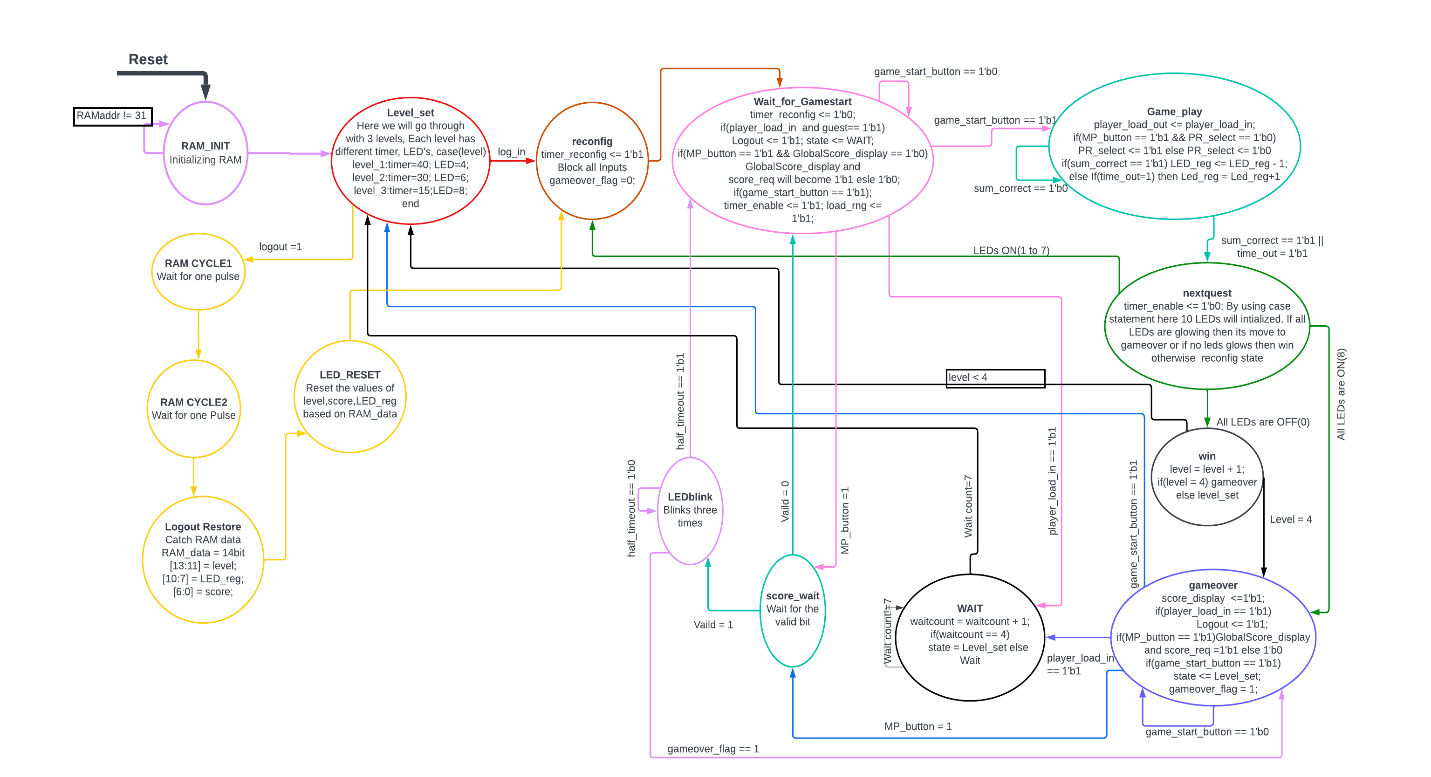 Reset
RAMaddr != 31
RAM_INIT
Initializing RAM
Level_set
Here we will go through
with 3 levels, Each level has
different timer, LED's, case(level)
level_1:timer=40; LED=4;
level_2:timer=30; LED=6;
level_3:timer=15;LED=8;
end
log_in
reconfig
timer_reconfig <= 1'b1
Block all Inputs
gameover_flag =0;
Wait_for_Gamestart
timer_reconfig <= 1'b0;
if(player_load_in  and guest== 1'b1)
Logout <= 1'b1; state <= WAIT;
if(MP_button == 1'b1 && GlobalScore_display == 1'b0)
GlobalScore_display and
score_req will become 1'b1 esle 1'b0;
if(game_start_button == 1'b1);
timer_enable <= 1'b1; load_rng <=
1'b1;
game_start_button == 1'b0
game_start_button == 1'b1
Game_play
player_load_out <= player_load_in;
if(MP_button == 1'b1 && PR_select == 1'b0)
PR_select <= 1'b1 else PR_select <= 1'b0
if(sum_correct == 1'b1) LED_reg <= LED_reg - 1;
else If(time_out=1) then Led_reg = Led_reg+1
sum_correct == 1'b0
sum_correct == 1'b1 ||
time_out = 1'b1
nextquest
timer_enable <= 1'b0; By using case
statement here 10 LEDs will intialized. If all
LEDs are glowing then its move to
gameover or if no leds glows then win
otherwise  reconfig state
LEDs ON(1 to 7)
logout =1
RAM CYCLE1
Wait for one pulse
RAM CYCLE2
Wait for one Pulse
LED_RESET
Reset the values of
level,score,LED_reg
based on RAM_data
Logout Restore
Catch RAM data
RAM_data = 14bit
[13:11] = level;
[10:7] = LED_reg;
[6:0] = score;
level < 4
All LEDs are ON(8)
All LEDs are OFF(0)
win
level = level + 1;
if(level = 4) gameover
else level_set
Level = 4
half_timeout == 1'b1
half_timeout == 1'b0
LEDblink
Blinks three
times
Vaild = 0
MP_button =1
Vaild = 1
score_wait
Wait for the
valid bit
Wait count=7
Wait count!=7
WAIT
waitcount = waitcount + 1;
if(waitcount == 4)
state = Level_set else
Wait
player_load_in == 1'b1
game_start_button == 1'b1
gameover
score_display  <=1'b1;
if(player_load_in == 1'b1)
Logout <= 1'b1;
if(MP_button == 1'b1)GlobalScore_display
and score_req =1'b1 else 1'b0
if(game_start_button == 1'b1)
state <= Level_set;
gameover_flag = 1;
player_load_in
== 1'b1
MP_button = 1
game_start_button == 1'b0
gameover_flag == 1